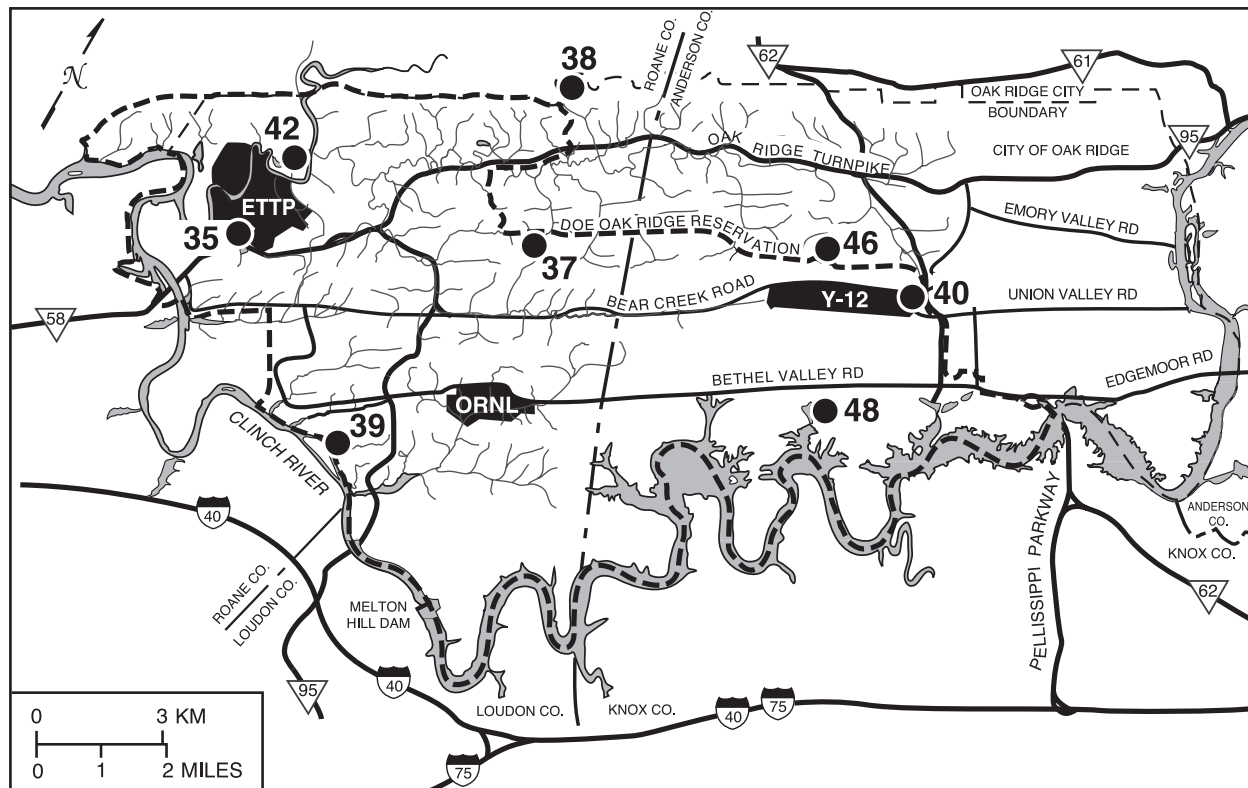 N
38
ROANE CO.
ANDERSON CO.
62
61
OAK RIDGE CITY
BOUNDARY
42
OAK RIDGE TURNPIKE
95
CITY OF OAK RIDGE
ETTP
EMORY VALLEY RD
35
DOE OAK RIDGE RESERVATION
46
37
BEAR CREEK ROAD
Y-12
40
UNION VALLEY RD
58
BETHEL VALLEY RD
EDGEMOOR RD
ORNL
48
39
CLINCH RIVER
40
ANDERSON
CO.
KNOX CO.
PELLISSIPPI PARKWAY
62
ROANE CO.
LOUDON CO.
MELTON
HILL DAM
95
40
LOUDON CO.
KNOX CO.
40
75
75
0 3 KM
0 1 2 MILES